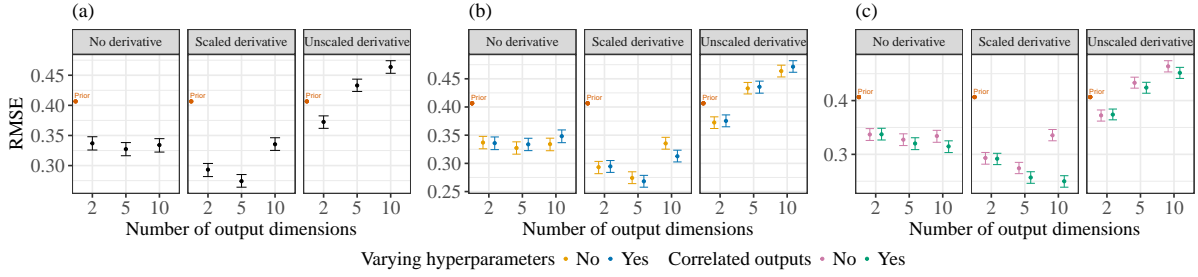 (a)
(b)
(c)
No derivative
Scaled derivative
Unscaled derivative
No derivative
Scaled derivative
Unscaled derivative
No derivative
Scaled derivative
Unscaled derivative
RMSE
0.45
0.40
0.35
0.30
Prior
Prior
Prior
0.45
0.40
0.35
0.30
0.25
Prior
Prior
Prior
0.4
0.3
Prior
Prior
Prior
2 5 10
2 5 10
2 5 10
2 5 10
2 5 10
2 5 10
2 5 10
2 5 10
2 5 10
Number of output dimensions
Number of output dimensions
Number of output dimensions
Varying hyperparameters No Yes Correlated outputs No Yes